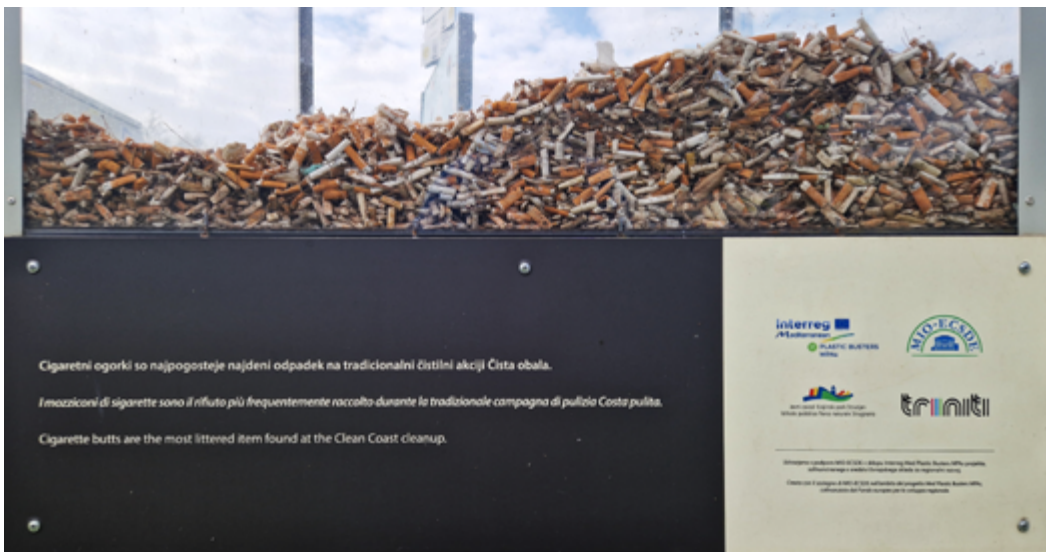 Cigaretni ogorki so najpogosteje najdeni odpadek na tradicionalni čistilni akciji Čista obala.
I mozziconi di sigarette sono il rifiuto più frequentemente raccolto durante la tradizionale campagna di pulizia Costa pulita.
Cigarette butts are the most littered item found at the Clean Coast cleanup.
interreg
Mediterranean
PLASTIC BUSTERS
MPAs
MIO-ECSDE
triiniti